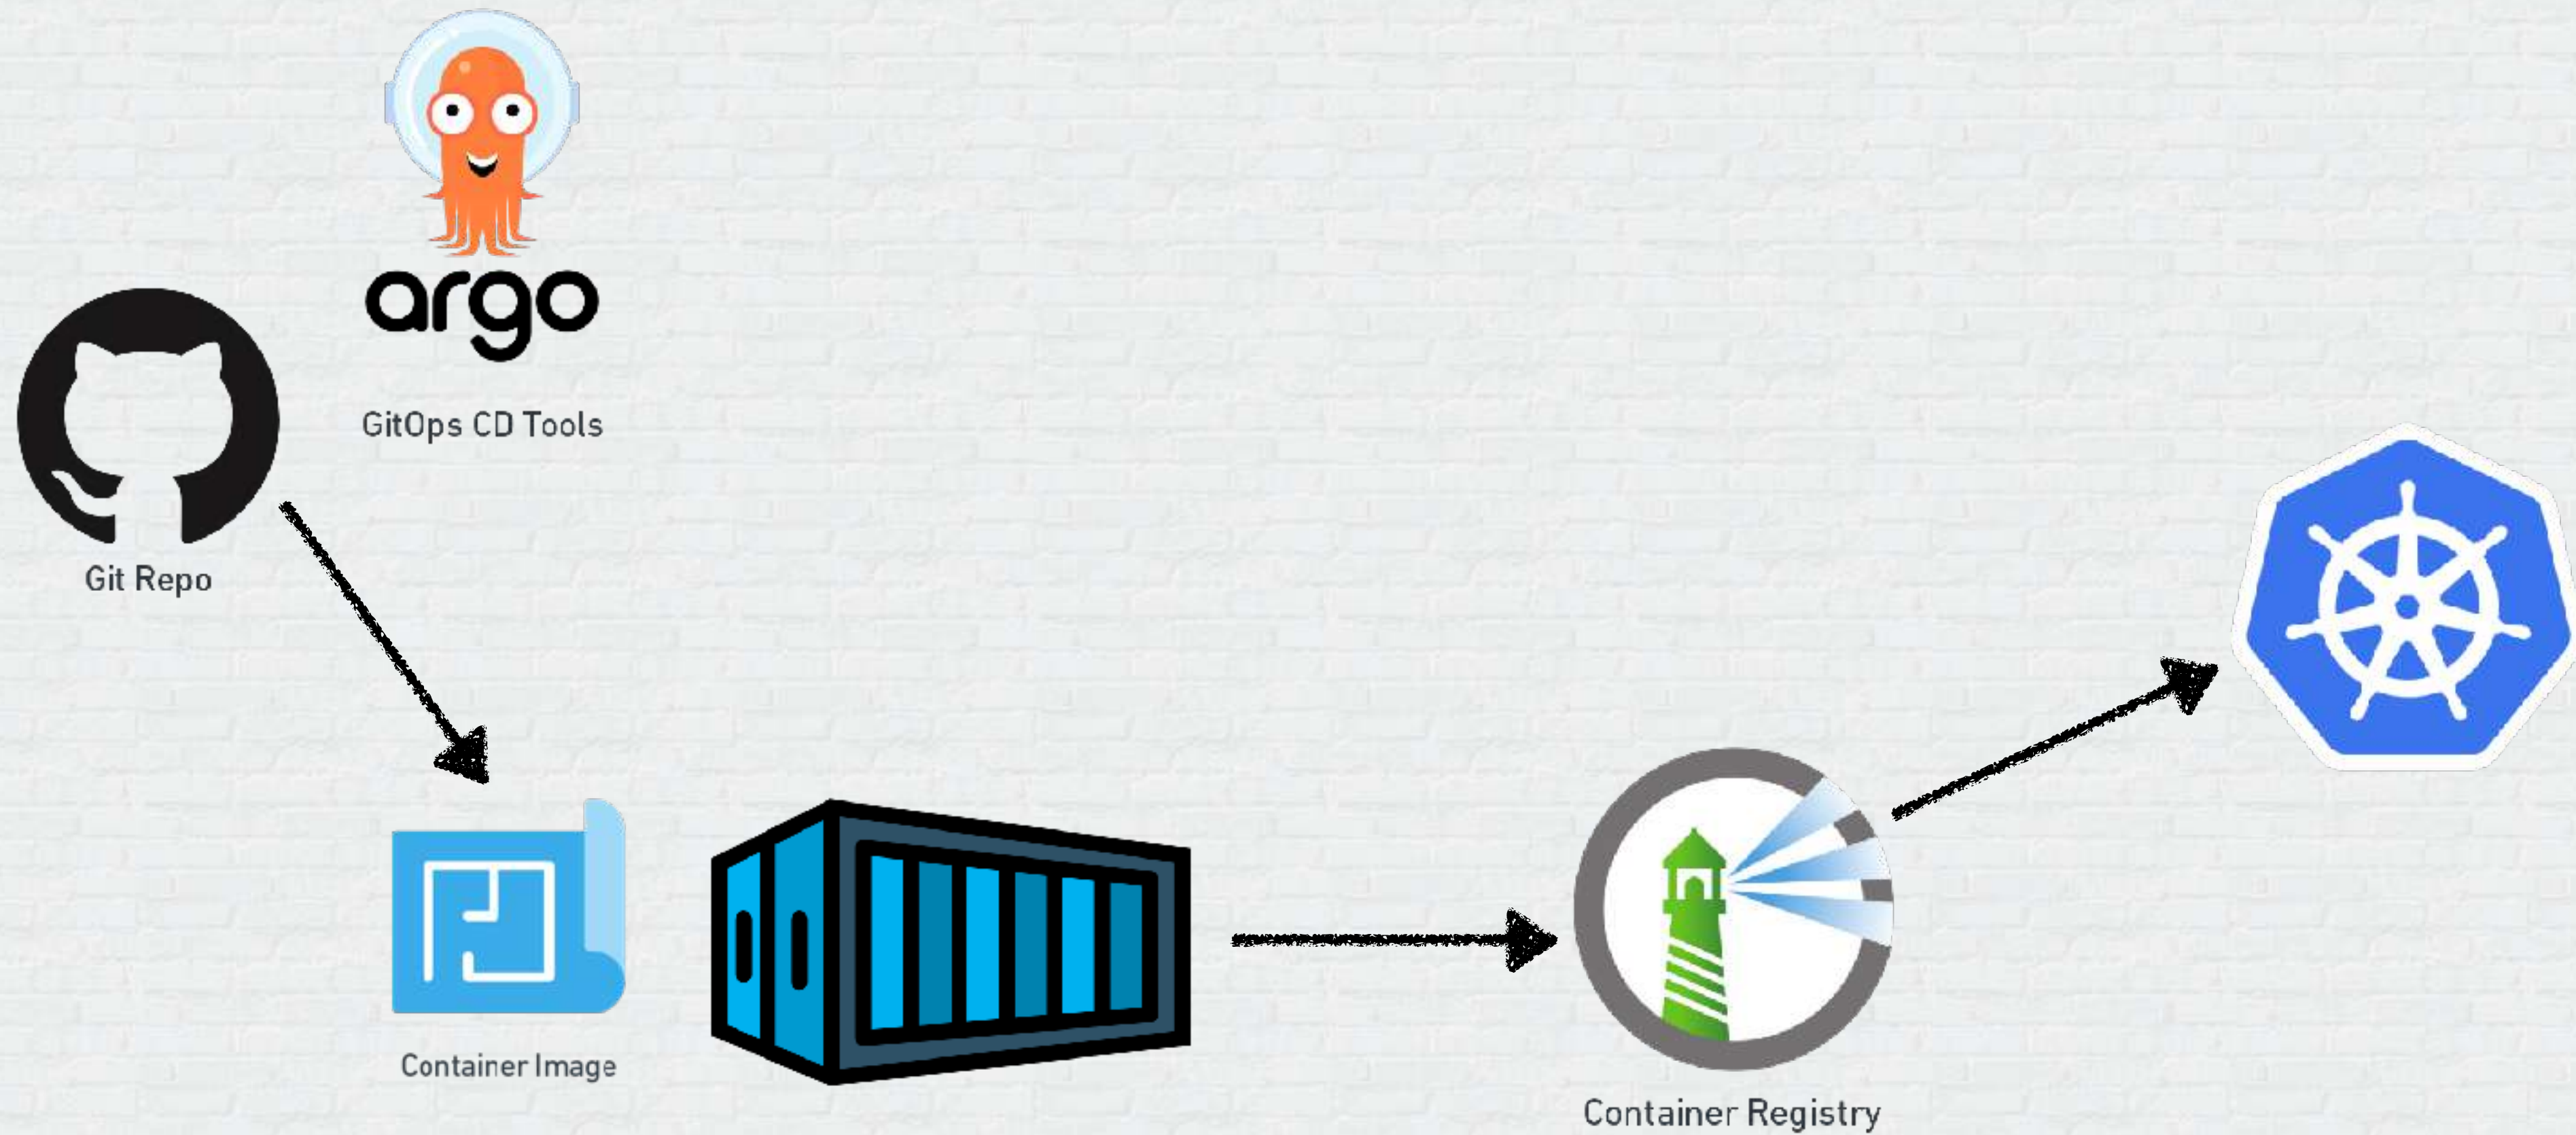 argo
GitOps CD Tools
Git Repo
Container Image
Container Registry